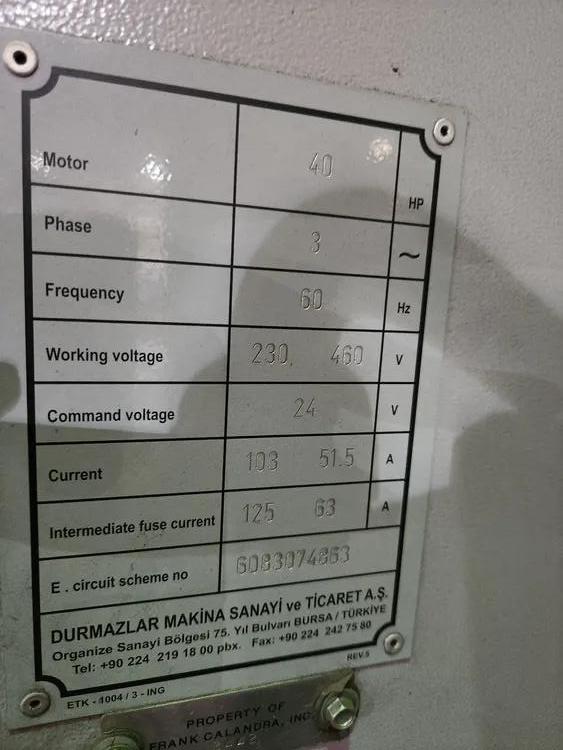 Motor 40 HP
Phase 3 ~
Frequency 60 Hz
Working voltage 230, 460 V
Command voltage 24 V
Current 103 51.5 A
Intermediate fuse current 125 63 A
E . circuit scheme no 6083074863
DURMAZLAR MAKİNA SANAYİ ve TİCARET A.Ş.
Organize Sanayi Bölgesi 75. Yıl Bulvarı BURSA / TÜRKİYE
Tel: +90 224 219 18 00 pbx. Fax: +90 224 242 75 80
REV.5
ETK - 1004 / 3 - ING
PROPERTY OF
FRANK CALANDRA, INC.